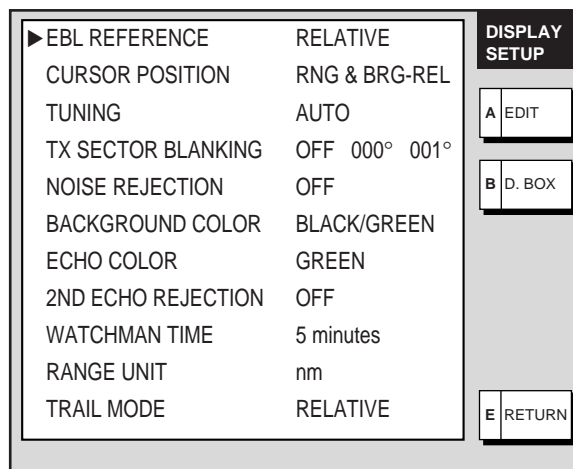 ▶EBL REFERENCE RELATIVE
CURSOR POSITION RNG & BRG-REL
TUNING AUTO
TX SECTOR BLANKING OFF 000° 001°
NOISE REJECTION OFF
BACKGROUND COLOR BLACK/GREEN
ECHO COLOR GREEN
2ND ECHO REJECTION OFF
WATCHMAN TIME 5 minutes
RANGE UNIT nm
TRAIL MODE RELATIVE
DISPLAY
SETUP
A EDIT
B D. BOX
E RETURN